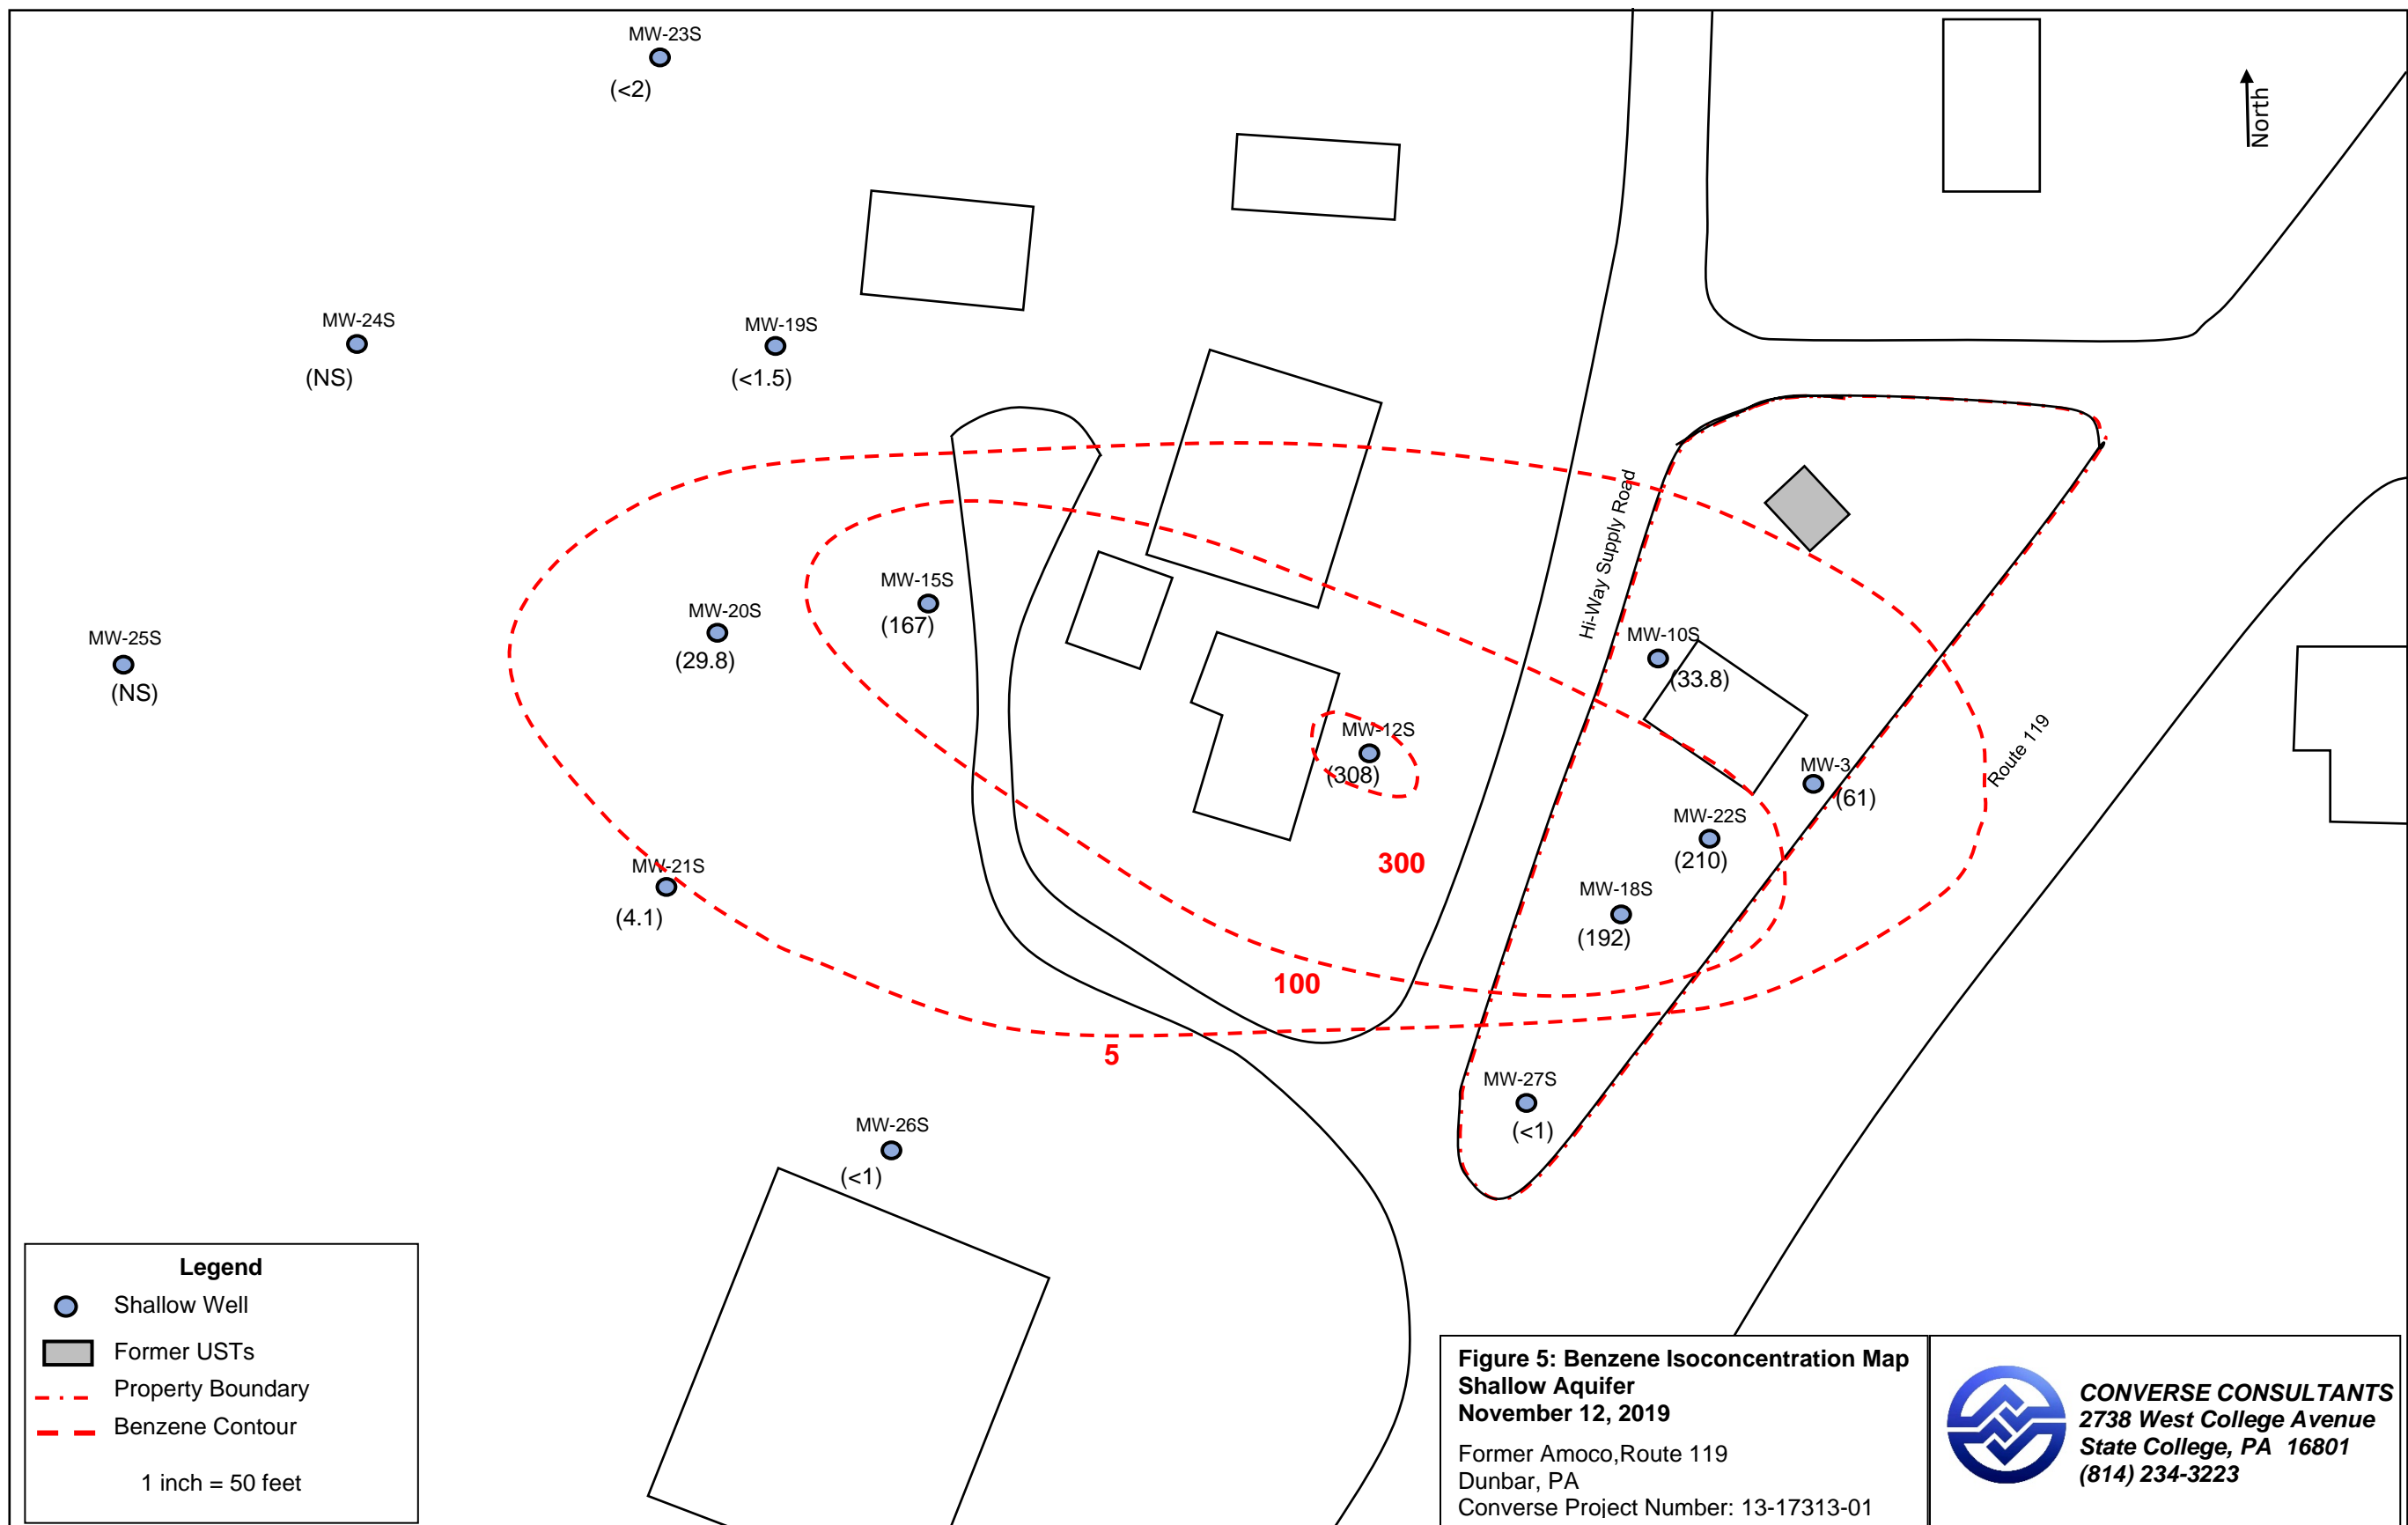 MW-23S
(<2)
North
MW-24S
(NS)
MW-19S
(<1.5)
Hi-Way Supply Road
MW-15S
(167)
MW-20S
(29.8)
MW-25S
(NS)
MW-10S
(33.8)
MW-12S
(308)
MW-3
(61)
Route 119
MW-22S
(210)
300
MW-21S
(4.1)
MW-18S
(192)
100
5
MW-27S
(<1)
MW-26S
(<1)
Legend
Shallow Well
Former USTs
Property Boundary
Benzene Contour
1 inch = 50 feet
Figure 5: Benzene Isoconcentration Map
Shallow Aquifer
November 12, 2019
Former Amoco,Route 119
Dunbar, PA
Converse Project Number: 13-17313-01
CONVERSE CONSULTANTS
2738 West College Avenue
State College, PA 16801
(814) 234-3223